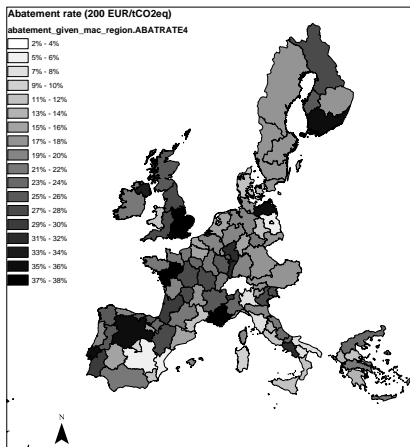 Abatement rate (200 EUR/tCO2eq)
abatement_given_mac_region.ABATRATE4
2% - 4%
5% - 6%
7% - 8%
9% - 10%
11% - 12%
13% - 14%
15% - 16%
17% - 18%
19% - 20%
21% - 22%
23% - 24%
25% - 26%
27% - 28%
29% - 30%
31% - 32%
33% - 34%
35% - 36%
37% - 38%
N